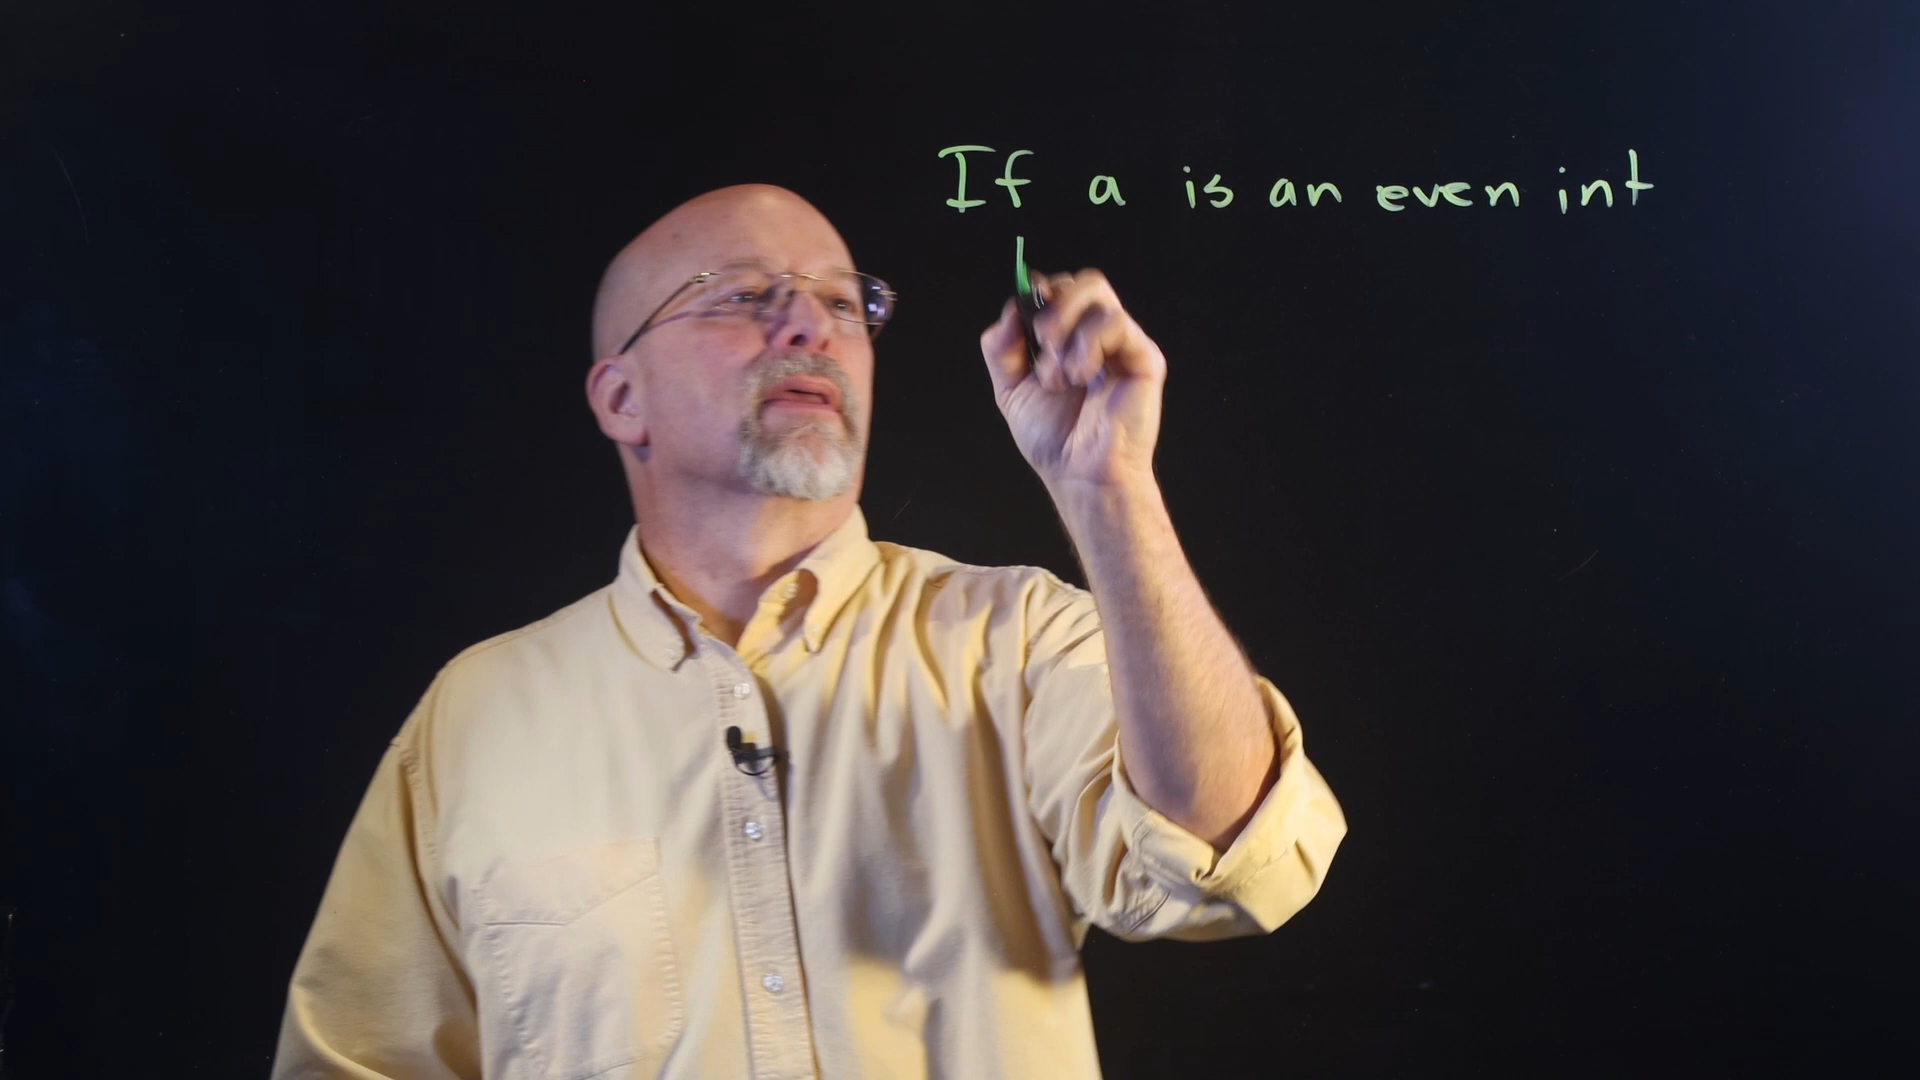 If a is an even int